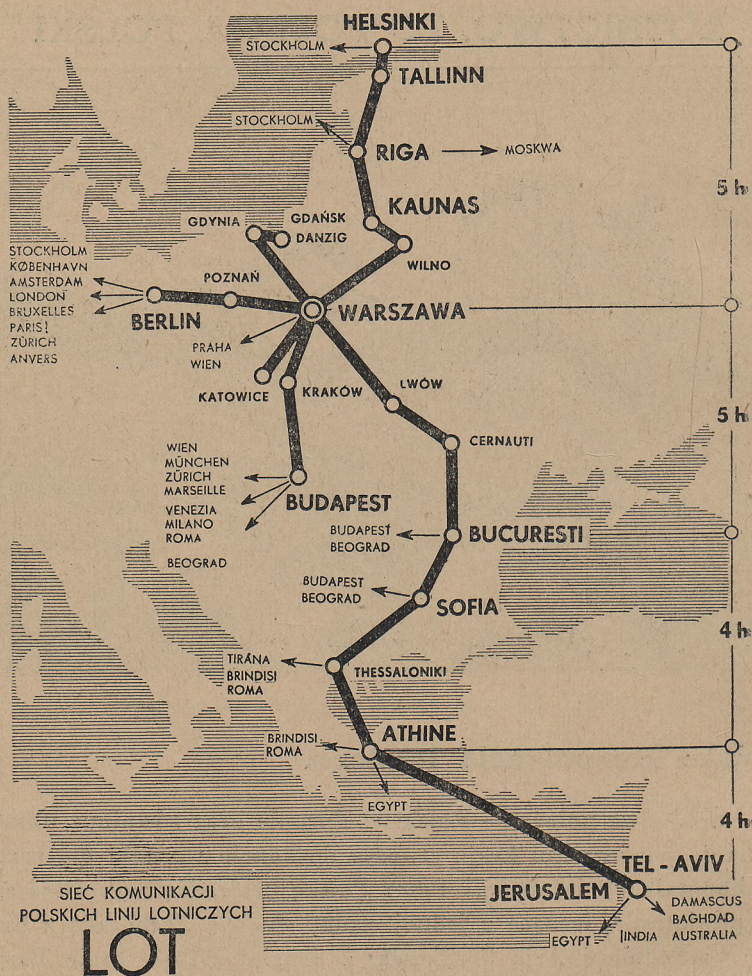 HELSINKI
STOCKHOLM
TALLINN
STOCKHOLM
RIGA
MOSKWA
5 h
KAUNAS
GDYNIA
GDAŃSK
DANZIG
WILNO
STOCKHOLM
KØBENHAVN
AMSTERDAM
LONDON
BRUXELLES
PARIS
ZÜRICH
ANVERS
POZNAŃ
BERLIN
WARSZAWA
PRAHA
WIEN
KATOWICE
KRAKÓW
LWÓW
5 h
CERNAUTI
WIEN
MÜNCHEN
ZÜRICH
MARSEILLE
VENEZIA
MILANO
ROMA
BEOGRAD
BUDAPEST
BUDAPEST
BEOGRAD
BUCURESTI
BUDAPEST
BEOGRAD
SOFIA
4 h
TIRÁNA
BRINDISI
ROMA
THESSALONIKI
BRINDISI
ROMA
ATHINE
EGYPT
4 h
TEL - AVIV
JERUSALEM
DAMASCUS
BAGHDAD
INDIA AUSTRALIA
EGYPT
SIEĆ KOMUNIKACJI
POLSKICH LINIJ LOTNICZYCH
LOT